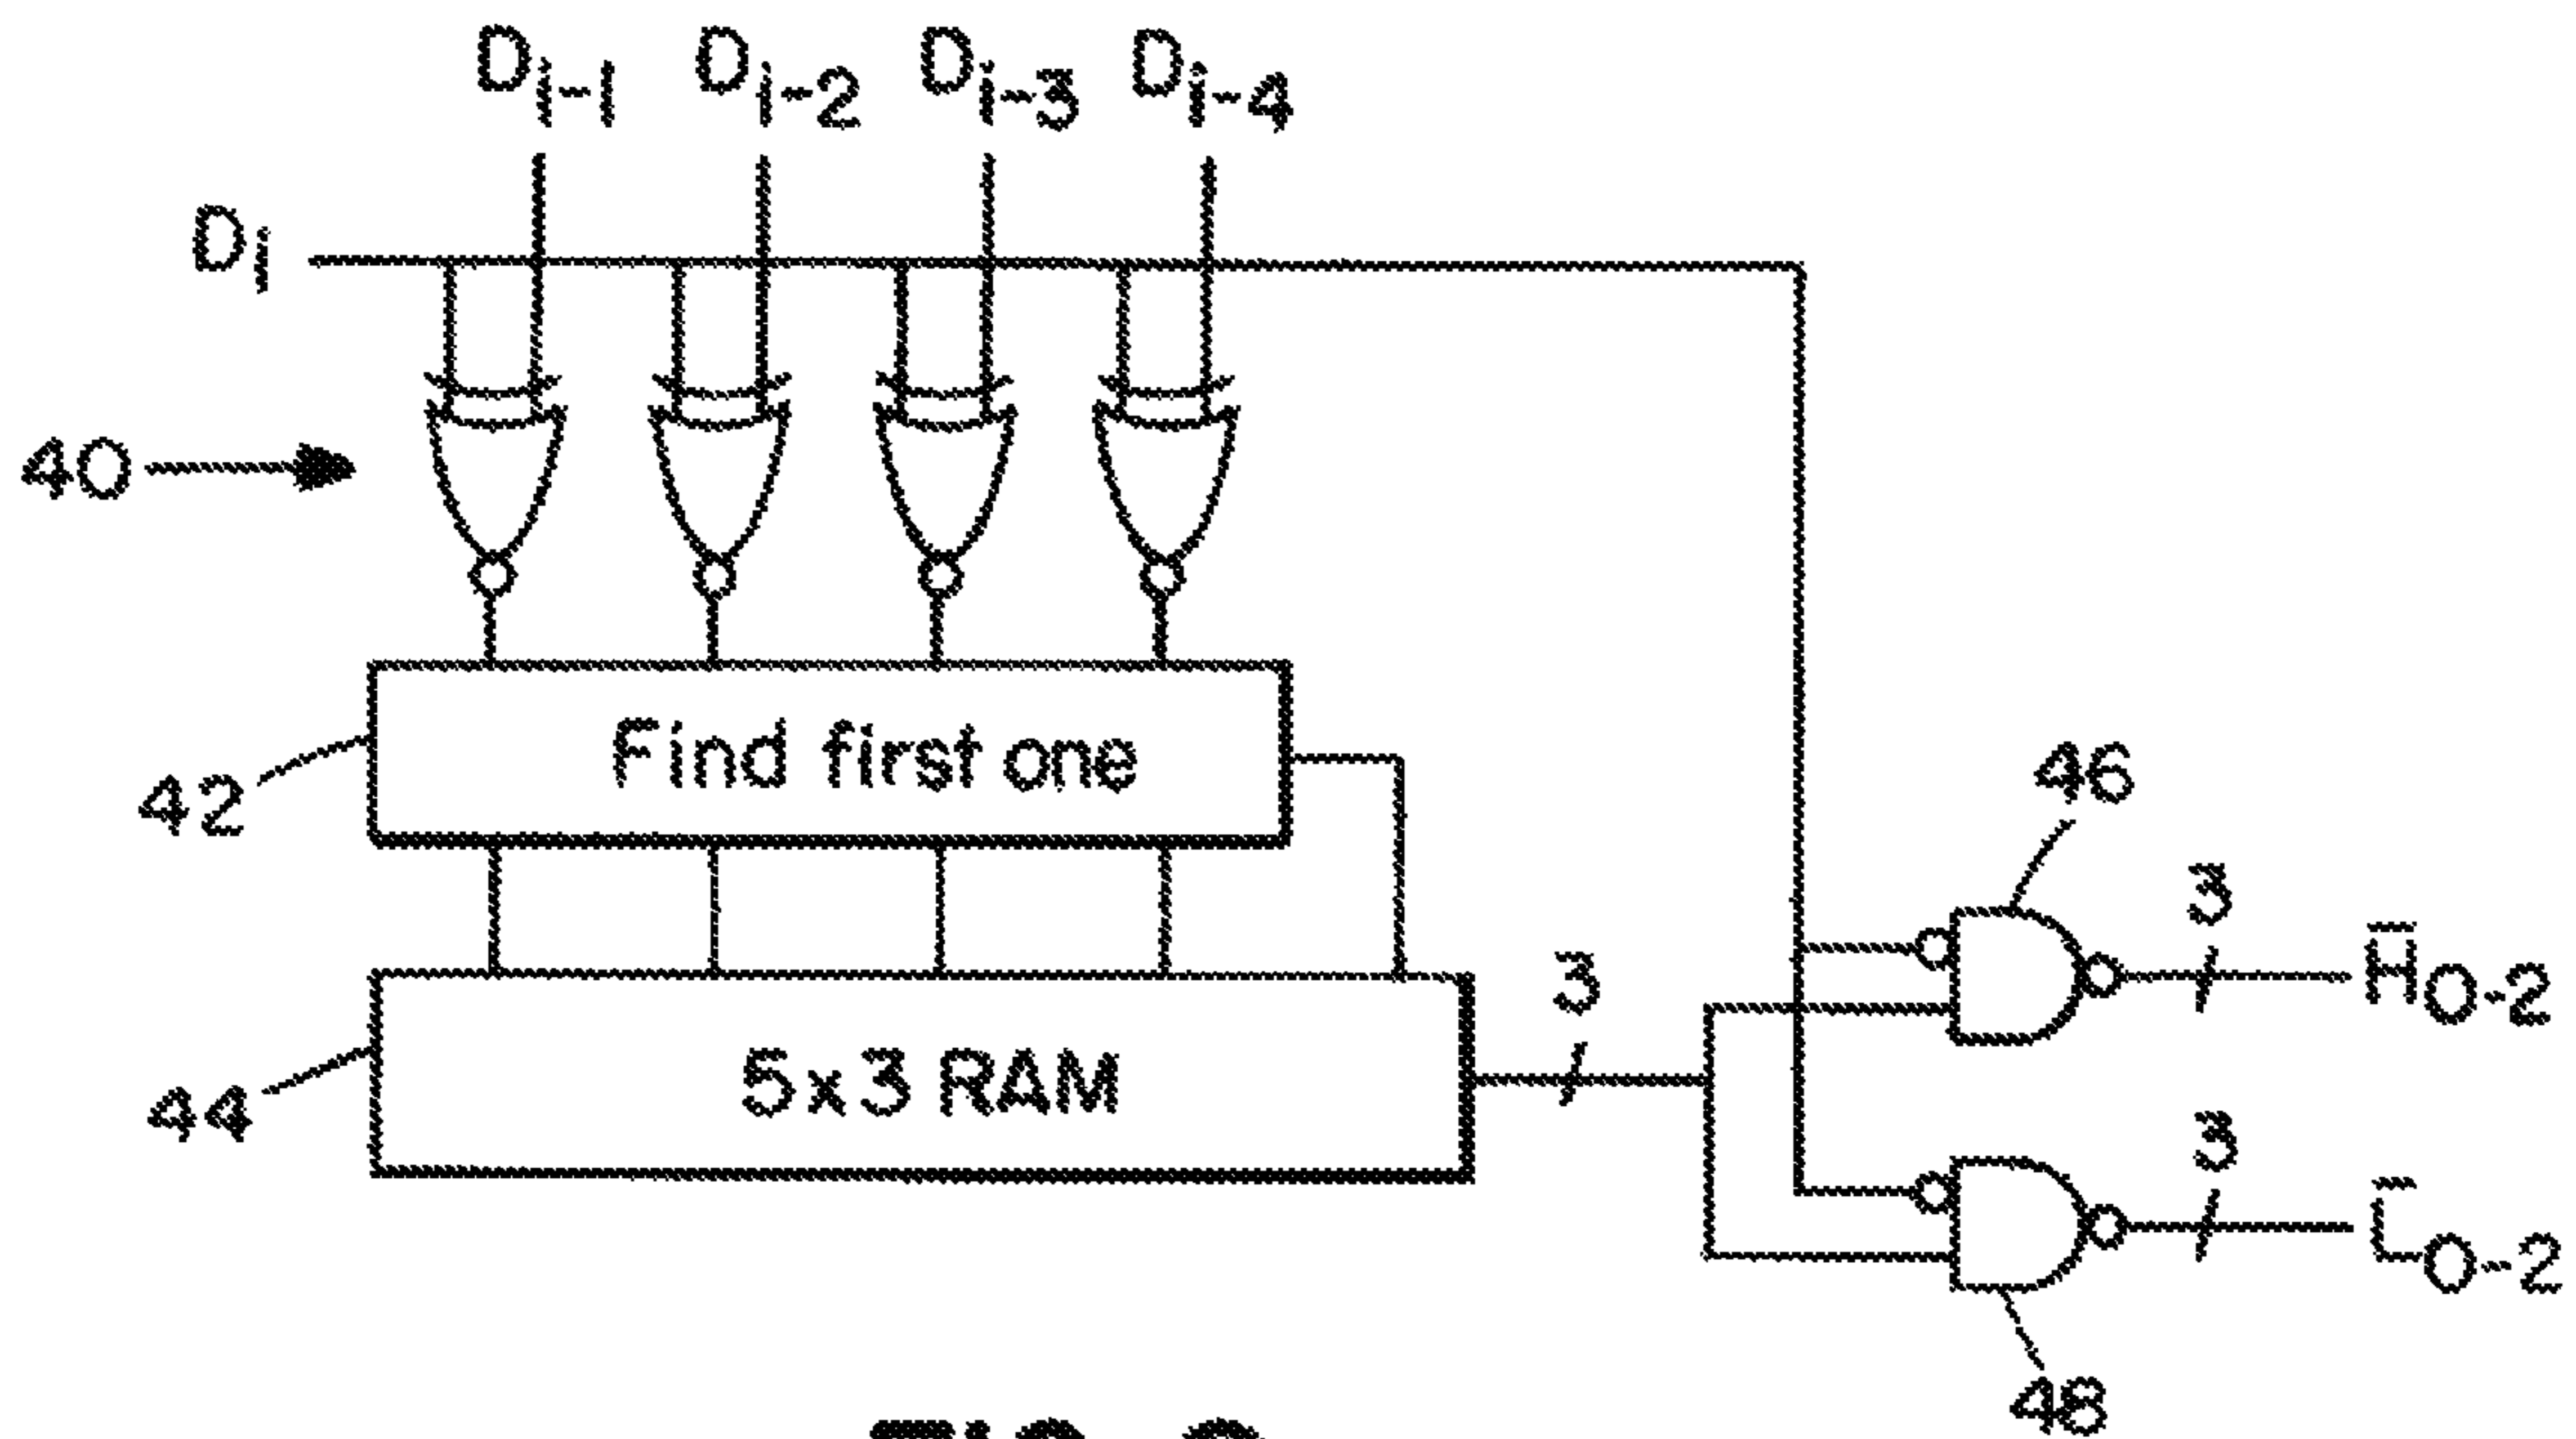 Di-1 Di-2 Di-3 Di-4
Di
40
Find first one
42
46
3
H̅0-2
3
5x3 RAM
44
3
L̅0-2
48